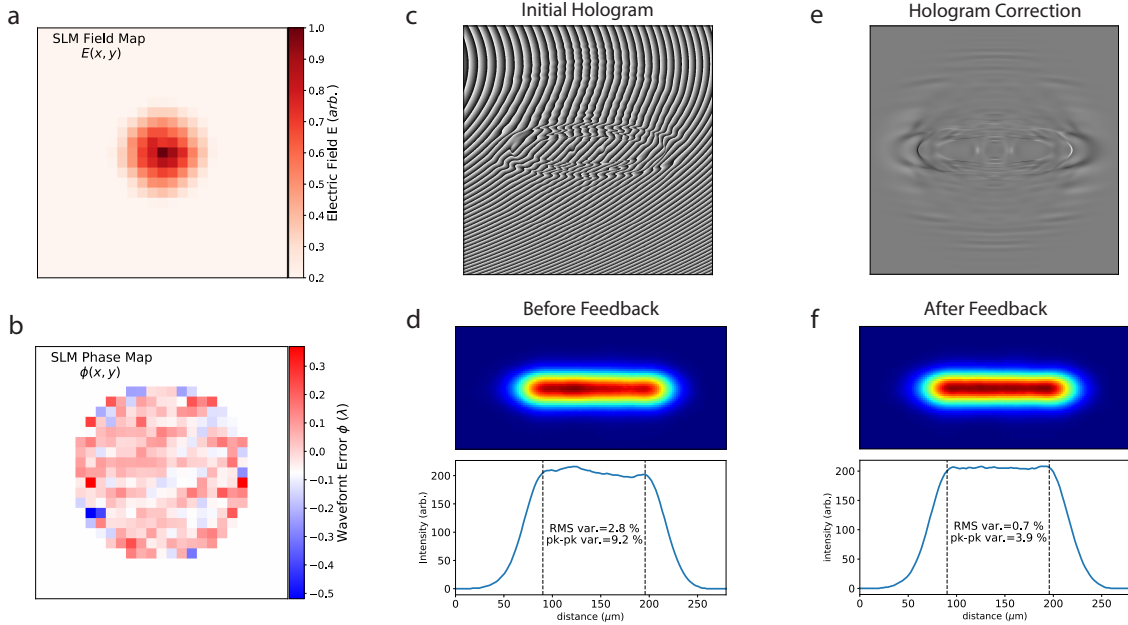 a
SLM Field Map
E(x, y)
1.0
0.9
0.8
0.7
0.6
0.5
0.4
0.3
0.2
Electric Field E (arb.)
b
SLM Phase Map
ϕ(x, y)
0.3
0.2
0.1
0.0
−0.1
−0.2
−0.3
−0.4
−0.5
Wavefornt Error ϕ (λ)
c
Initial Hologram
d
Before Feedback
200
150
100
50
0
Intensity (arb.)
RMS var.=2.8 %
pk-pk var.=9.2 %
0 50 100 150 200 250
distance (μm)
e
Hologram Correction
f
After Feedback
200
150
100
50
0
intensity (arb.)
RMS var.=0.7 %
pk-pk var.=3.9 %
0 50 100 150 200 250
distance (μm)